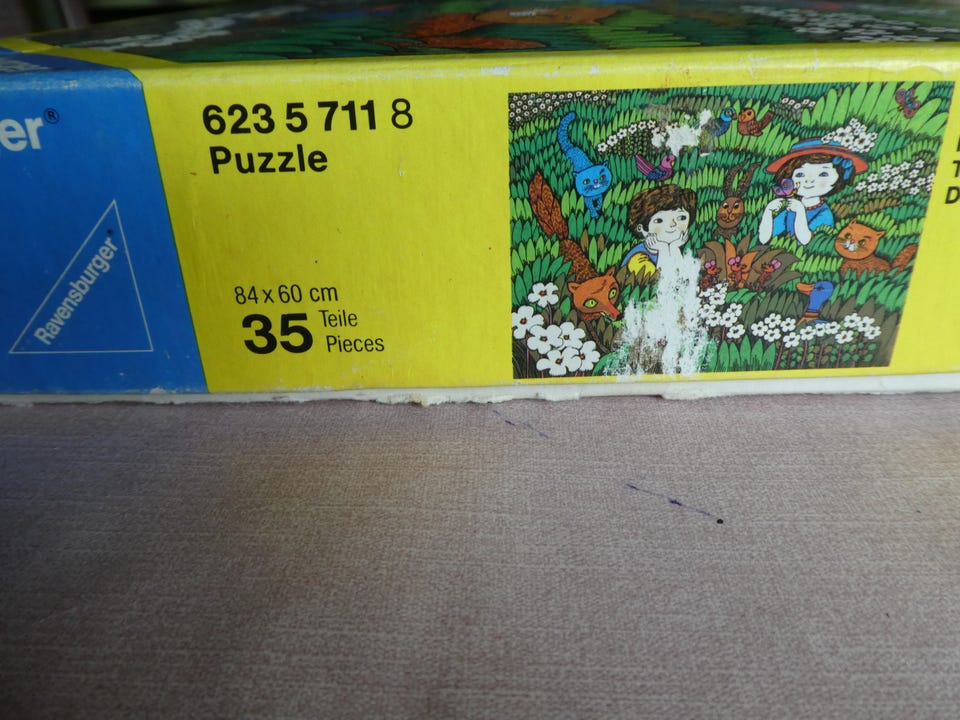 er®
Ravensburger®
623 5 711 8
Puzzle
84 x 60 cm
35 Teile
Pieces
T
D